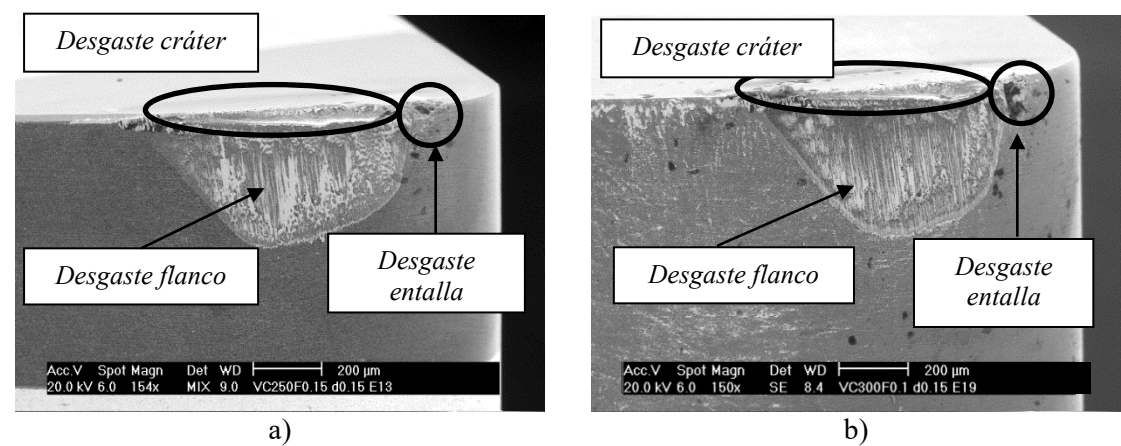 Desgaste cráter
Desgaste flanco
Desgaste
entalla
Acc.V Spot Magn Det WD 200 µm
20.0 kV 6.0 154x MIX 9.0 VC250F0.15 d0.15 E13
a)
Desgaste cráter
Desgaste flanco
Desgaste
entalla
Acc.V Spot Magn Det WD 200 µm
20.0 kV 6.0 150x SE 8.4 VC300F0.1 d0.15 E19
b)